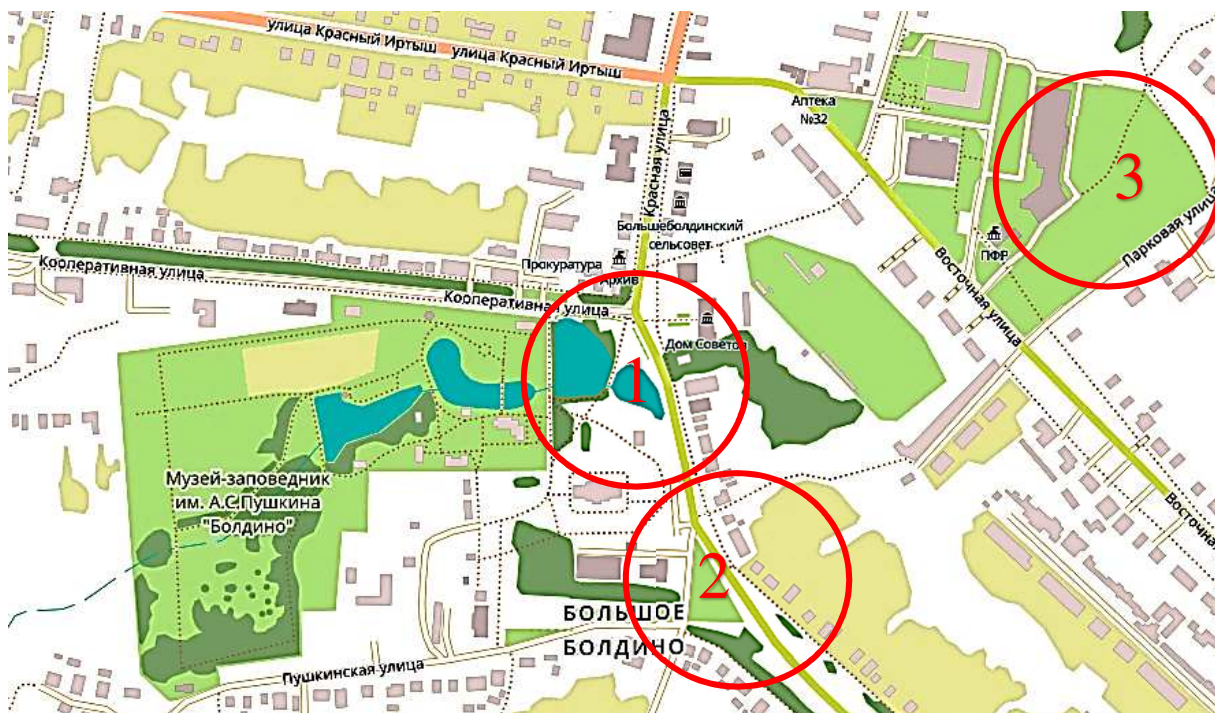 улица Красный Иртыш улица Красный Иртыш
Аптека
№32
Красная улица
3
Большеболдинский
сельсовет
Парковая улица
ПФР
Прокуратура
Архив
Кооперативная улица
Кооперативная улица
Восточная улица
Дом Советов
1
Музей-заповедник
им. А.С.Пушкина
"Болдино"
Восточна
2
БОЛЬШОЕ
БОЛДИНО
Пушкинская улица